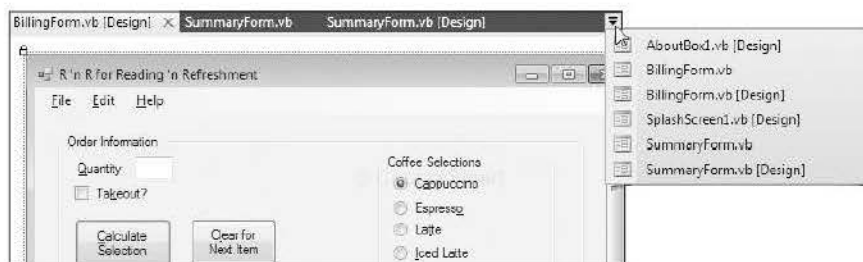 BillingForm.vb [Design] × SummaryForm.vb SummaryForm.vb [Design]
R 'n R for Reading 'n Refreshment
File Edit Help
Order Information
Quantity
Takeout?
Calculate Selection
Clear for Next Item
Coffee Selections
Cappuccino
Espresso
Latte
Iced Latte
AboutBox1.vb [Design]
BillingForm.vb
BillingForm.vb [Design]
SplashScreen1.vb [Design]
SummaryForm.vb
SummaryForm.vb [Design]